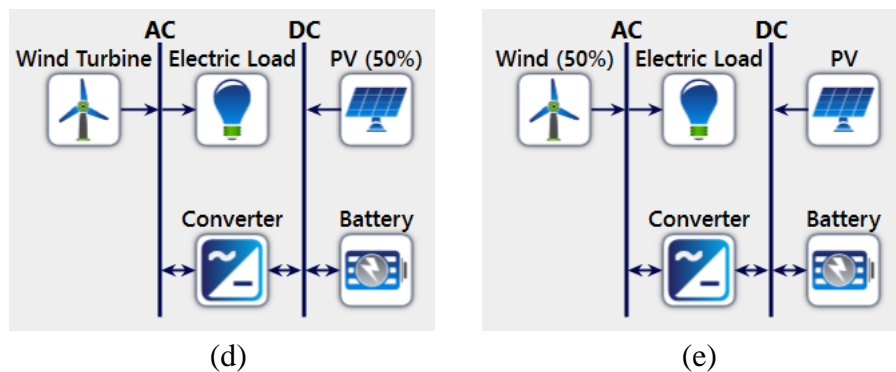 AC DC
Wind Turbine Electric Load PV (50%)
Converter Battery
(d)
AC DC
Wind (50%) Electric Load PV
Converter Battery
(e)